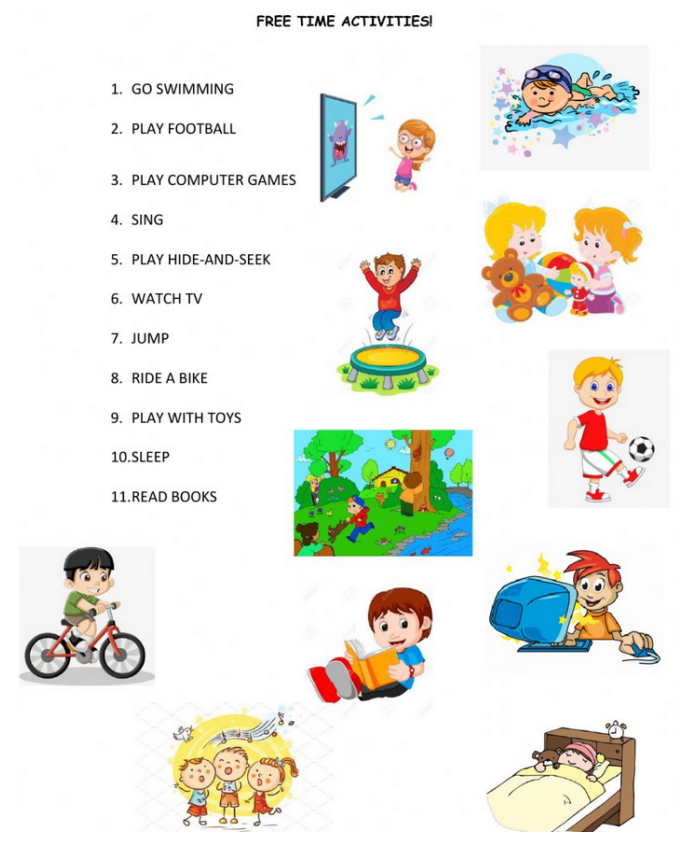 FREE TIME ACTIVITIES!
1. GO SWIMMING
2. PLAY FOOTBALL
3. PLAY COMPUTER GAMES
4. SING
5. PLAY HIDE-AND-SEEK
6. WATCH TV
7. JUMP
8. RIDE A BIKE
9. PLAY WITH TOYS
10.SLEEP
11.READ BOOKS